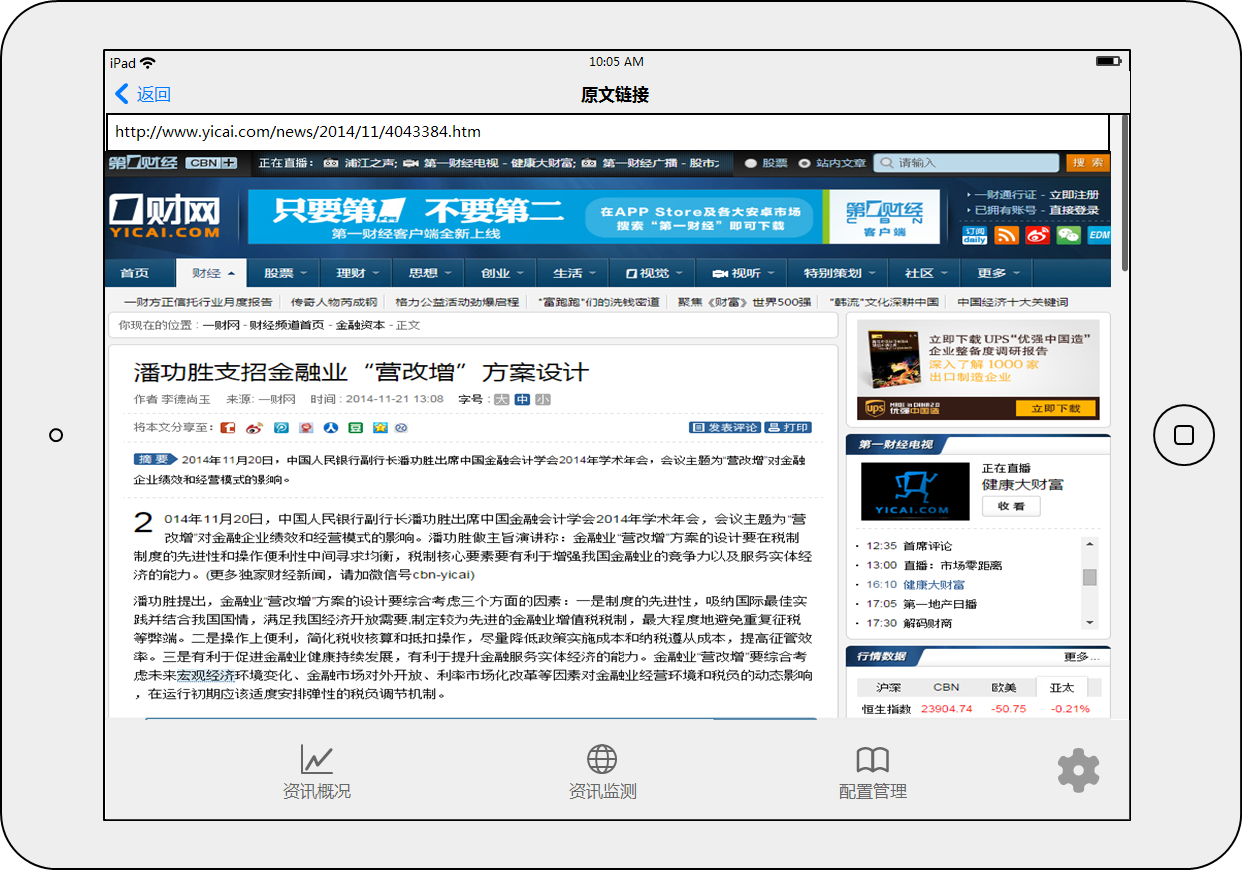 iPad
10:05 AM
返回
原文链接
http://www.yicai.com/news/2014/11/4043384.htm
第一财经 CBN+ 正在直播: 浦江之声; 第一财经电视 - 健康大财富; 第一财经广播 - 股市; 股票 站内文章 请输入 搜 索
一财网
YICAI.COM
只要第一 不要第二
第一财经客户端全新上线
在APP Store及各大安卓市场
搜索“第一财经”即可下载
第一财经
客 户 端
一财通行证 - 立即注册
已拥有账号 - 直接登录
订阅 daily EDM
首页 财经 股票 理财 思想 创业 生活 视觉 视听 特别策划 社区 更多
一财方正信托行业月度报告 传奇人物芮成钢 格力公益活动劲爆启程 "富跑跑"们的洗钱密道 聚焦《财富》世界500强 "韩流"文化深耕中国 中国经济十大关键词
你现在的位置：一财网 - 财经频道首页 - 金融资本 - 正文
潘功胜支招金融业“营改增”方案设计
作者 李德尚玉 来源: 一财网 时间 : 2014-11-21 13:08 字号 : 大 中 小
将本文分享至：
发表评论 打印
摘 要 2014年11月20日，中国人民银行副行长潘功胜出席中国金融会计学会2014年学术年会，会议主题为“营改增”对金融
企业绩效和经营模式的影响。
2 014年11月20日，中国人民银行副行长潘功胜出席中国金融会计学会2014年学术年会，会议主题为“营
改增”对金融企业绩效和经营模式的影响。潘功胜做主旨演讲称：金融业“营改增”方案的设计要在税制
制度的先进性和操作便利性中间寻求均衡，税制核心要素要有利于增强我国金融业的竞争力以及服务实体经
济的能力。(更多独家财经新闻，请加微信号cbn-yicai)
潘功胜提出，金融业“营改增”方案的设计要综合考虑三个方面的因素：一是制度的先进性，吸纳国际最佳实
践并结合我国国情，满足我国经济开放需要.制定较为先进的金融业增值税税制，最大程度地避免重复征税
等弊端。二是操作上便利，简化税收核算和抵扣操作，尽量降低政策实施成本和纳税遵从成本，提高征管效
率。三是有利于促进金融业健康持续发展，有利于提升金融服务实体经济的能力。金融业“营改增”要综合考
虑未来宏观经济环境变化、金融市场对外开放、利率市场化改革等因素对金融业经营环境和税负的动态影响
，在运行初期应该适度安排弹性的税负调节机制。
立即下载 UPS“优强中国造”
企业整备度调研报告
深入了解 1000 家
出口制造企业
ups MADE in CHINA 2.0
优强中国造
立即下载
第一财经电视
YICAI.COM
正在直播
健康大财富
收 看
· 12:35 首席评论
· 13:00 直播：市场零距离
· 16:10 健康大财富
· 17:05 第一地产日播
· 17:30 解码财商
行情数据 更多...
沪深 CBN 欧美 亚太
恒生指数 23904.74 -50.75 -0.21%
资讯概况
资讯监测
配置管理